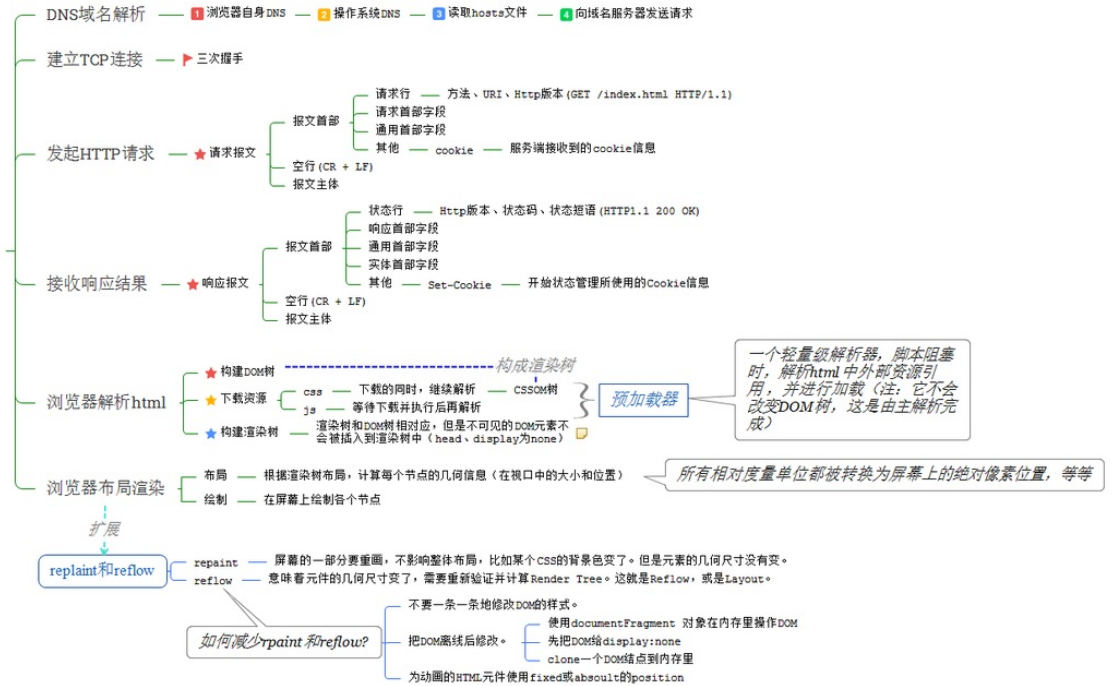 DNS域名解析
1 浏览器自身DNS
2 操作系统DNS
3 读取hosts文件
4 向域名服务器发送请求
建立TCP连接
三次握手
发起HTTP请求
请求报文
报文首部
请求行
方法、URI、Http版本(GET /index.html HTTP/1.1)
请求首部字段
通用首部字段
其他
cookie
服务端接收到的cookie信息
空行(CR + LF)
报文主体
接收响应结果
响应报文
报文首部
状态行
Http版本、状态码、状态短语(HTTP1.1 200 OK)
响应首部字段
通用首部字段
实体首部字段
其他
Set-Cookie
开始状态管理所使用的Cookie信息
空行(CR + LF)
报文主体
浏览器解析html
构建DOM树
构成渲染树
下载资源
css
下载的同时，继续解析
CSSOM树
js
等待下载并执行后再解析
构建渲染树
渲染树和DOM树相对应，但是不可见的DOM元素不
会被插入到渲染树中（head、display为none）
预加载器
一个轻量级解析器，脚本阻塞
时，解析html中外部资源引
用，并进行加载（注：它不会
改变DOM树，这是由主解析完
成）
浏览器布局渲染
布局
根据渲染树布局，计算每个节点的几何信息（在视口中的大小和位置）
所有相对度量单位都被转换为屏幕上的绝对像素位置，等等
绘制
在屏幕上绘制各个节点
扩展
replaint和reflow
repaint
屏幕的一部分要重画，不影响整体布局，比如某个CSS的背景色变了。但是元素的几何尺寸没有变。
reflow
意味着元件的几何尺寸变了，需要重新验证并计算Render Tree。这就是Reflow，或是Layout。
如何减少rpaint和reflow?
不要一条一条地修改DOM的样式。
把DOM离线后修改。
使用documentFragment 对象在内存里操作DOM
先把DOM给display:none
clone一个DOM结点到内存里
为动画的HTML元件使用fixed或absoult的position